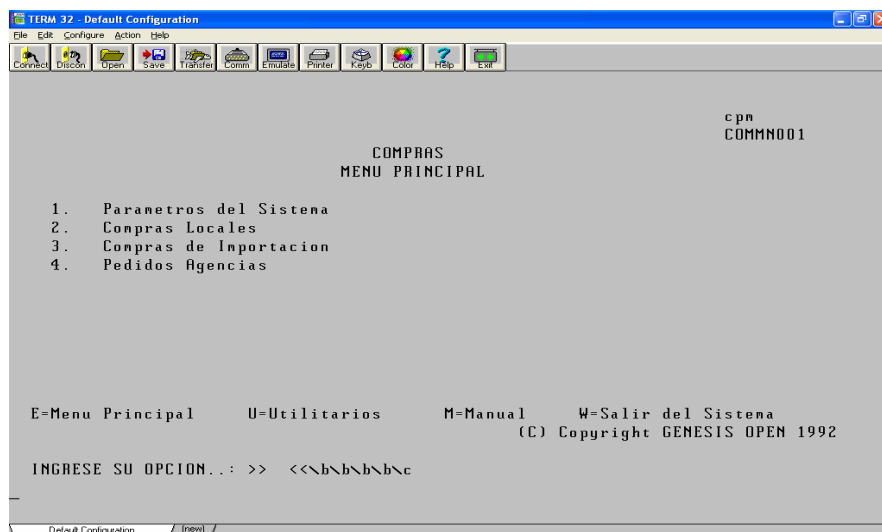 TERM 32 - Default Configuration
File Edit Configure Action Help
Connect Discon Open Save Transfer Comm Emulate Printer Keyb Color Help Exit
cpm
COMMN001
COMPRAS
MENU PRINCIPAL
1. Parametros del Sistema
2. Compras Locales
3. Compras de Importacion
4. Pedidos Agencias
E=Menu Principal U=Utilitarios M=Manual W=Salir del Sistema
(C) Copyright GENESIS OPEN 1992
INGRESE SU OPCION..: >> <<\b\b\b\b\c
Default Configuration [new]